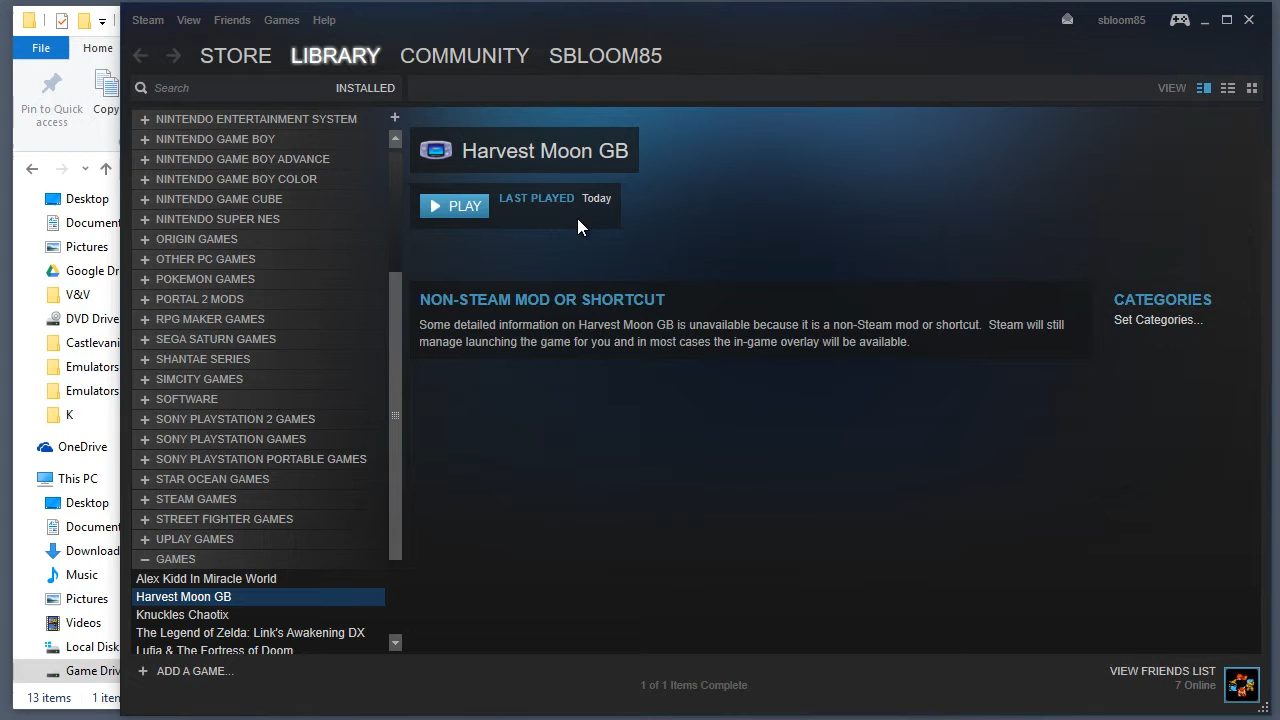 Steam View Friends Games Help
sbloom85
File Home
STORE LIBRARY COMMUNITY SBLOOM85
Pin to Quick
access
Copy
Search INSTALLED
VIEW
NINTENDO ENTERTAINMENT SYSTEM
NINTENDO GAME BOY
NINTENDO GAME BOY ADVANCE
NINTENDO GAME BOY COLOR
NINTENDO GAME CUBE
NINTENDO SUPER NES
ORIGIN GAMES
OTHER PC GAMES
POKEMON GAMES
PORTAL 2 MODS
RPG MAKER GAMES
SEGA SATURN GAMES
SHANTAE SERIES
SIMCITY GAMES
SOFTWARE
SONY PLAYSTATION 2 GAMES
SONY PLAYSTATION GAMES
SONY PLAYSTATION PORTABLE GAMES
STAR OCEAN GAMES
STEAM GAMES
STREET FIGHTER GAMES
UPLAY GAMES
GAMES
Alex Kidd In Miracle World
Harvest Moon GB
Knuckles Chaotix
The Legend of Zelda: Link's Awakening DX
Lufia & The Fortress of Doom
ADD A GAME...
Harvest Moon GB
PLAY LAST PLAYED Today
NON-STEAM MOD OR SHORTCUT
Some detailed information on Harvest Moon GB is unavailable because it is a non-Steam mod or shortcut. Steam will still
manage launching the game for you and in most cases the in-game overlay will be available.
CATEGORIES
Set Categories...
1 of 1 Items Complete
VIEW FRIENDS LIST
7 Online
Desktop
Document
Pictures
Google Dr
V&V
DVD Drive
Castlevani
Emulators
Emulators
K
OneDrive
This PC
Desktop
Document
Download
Music
Pictures
Videos
Local Disk
Game Driv
13 items 1 iten